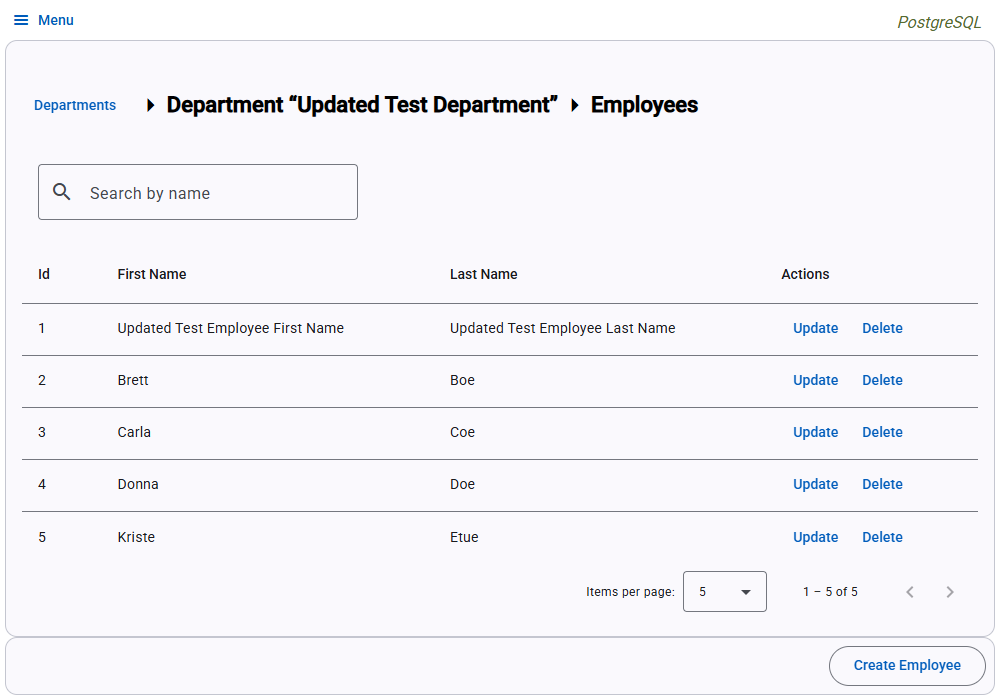 Menu
PostgreSQL
Departments Department “Updated Test Department” Employees
Search by name
Id First Name Last Name Actions
1 Updated Test Employee First Name Updated Test Employee Last Name Update Delete
2 Brett Boe Update Delete
3 Carla Coe Update Delete
4 Donna Doe Update Delete
5 Kriste Etue Update Delete
Items per page: 5 1 – 5 of 5
Create Employee